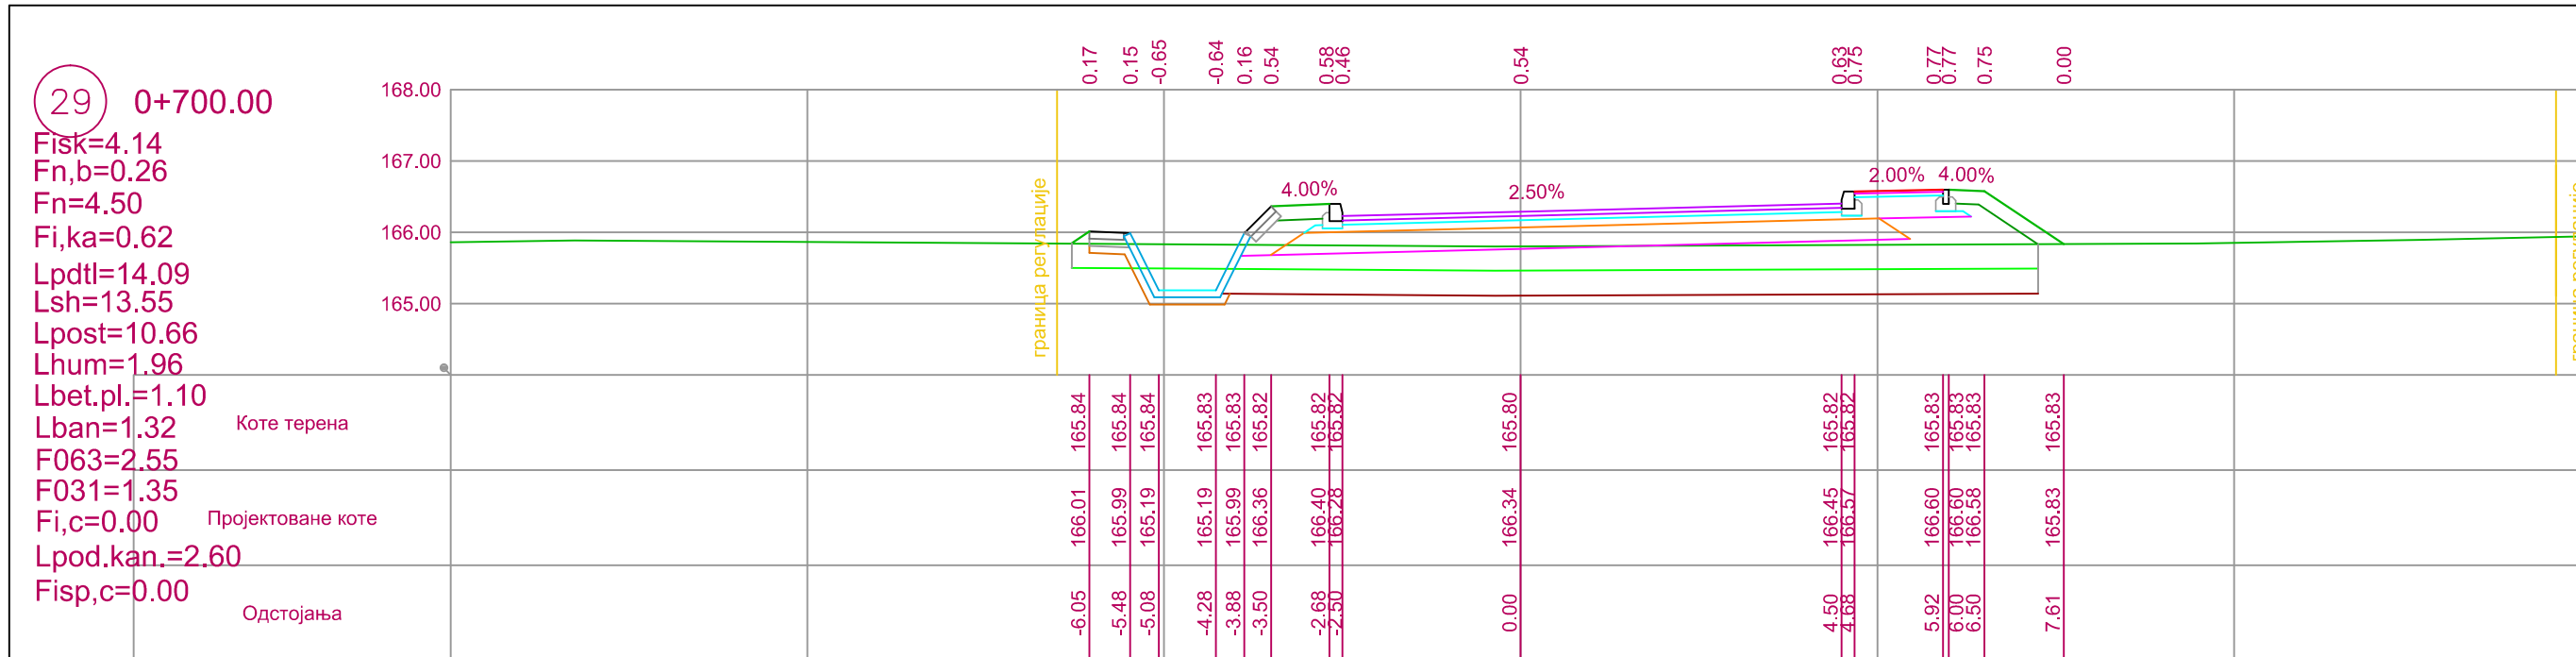 0.17 0.15 -0.65 -0.64 0.16 0.54 0.58 0.46 0.54 0.63 0.75 0.77 0.77 0.75 0.00
29 0+700.00
Fisk=4.14
Fn,b=0.26
Fn=4.50
Fi,ka=0.62
Lpdtl=14.09
Lsh=13.55
Lpost=10.66
Lhum=1.96
Lbet.pl.=1.10
Lban=1.32
F063=2.55
F031=1.35
Fi,c=0.00
Lpod.kan.=2.60
Fisp,c=0.00
168.00
167.00
166.00
165.00
граница регулације
4.00% 2.50% 2.00% 4.00%
граница регулације
Коте терена
165.84 165.84 165.84 165.83 165.83 165.82 165.82 165.82 165.80 165.82 165.82 165.83 165.83 165.83 165.83
Пројектоване коте
166.01 165.99 165.19 165.19 165.99 166.36 166.40 166.28 166.34 166.45 166.57 166.60 166.60 166.58 165.83
Одстојања
-6.05 -5.48 -5.08 -4.28 -3.88 -3.50 -2.68 -2.50 0.00 4.50 4.68 5.92 6.00 6.50 7.61